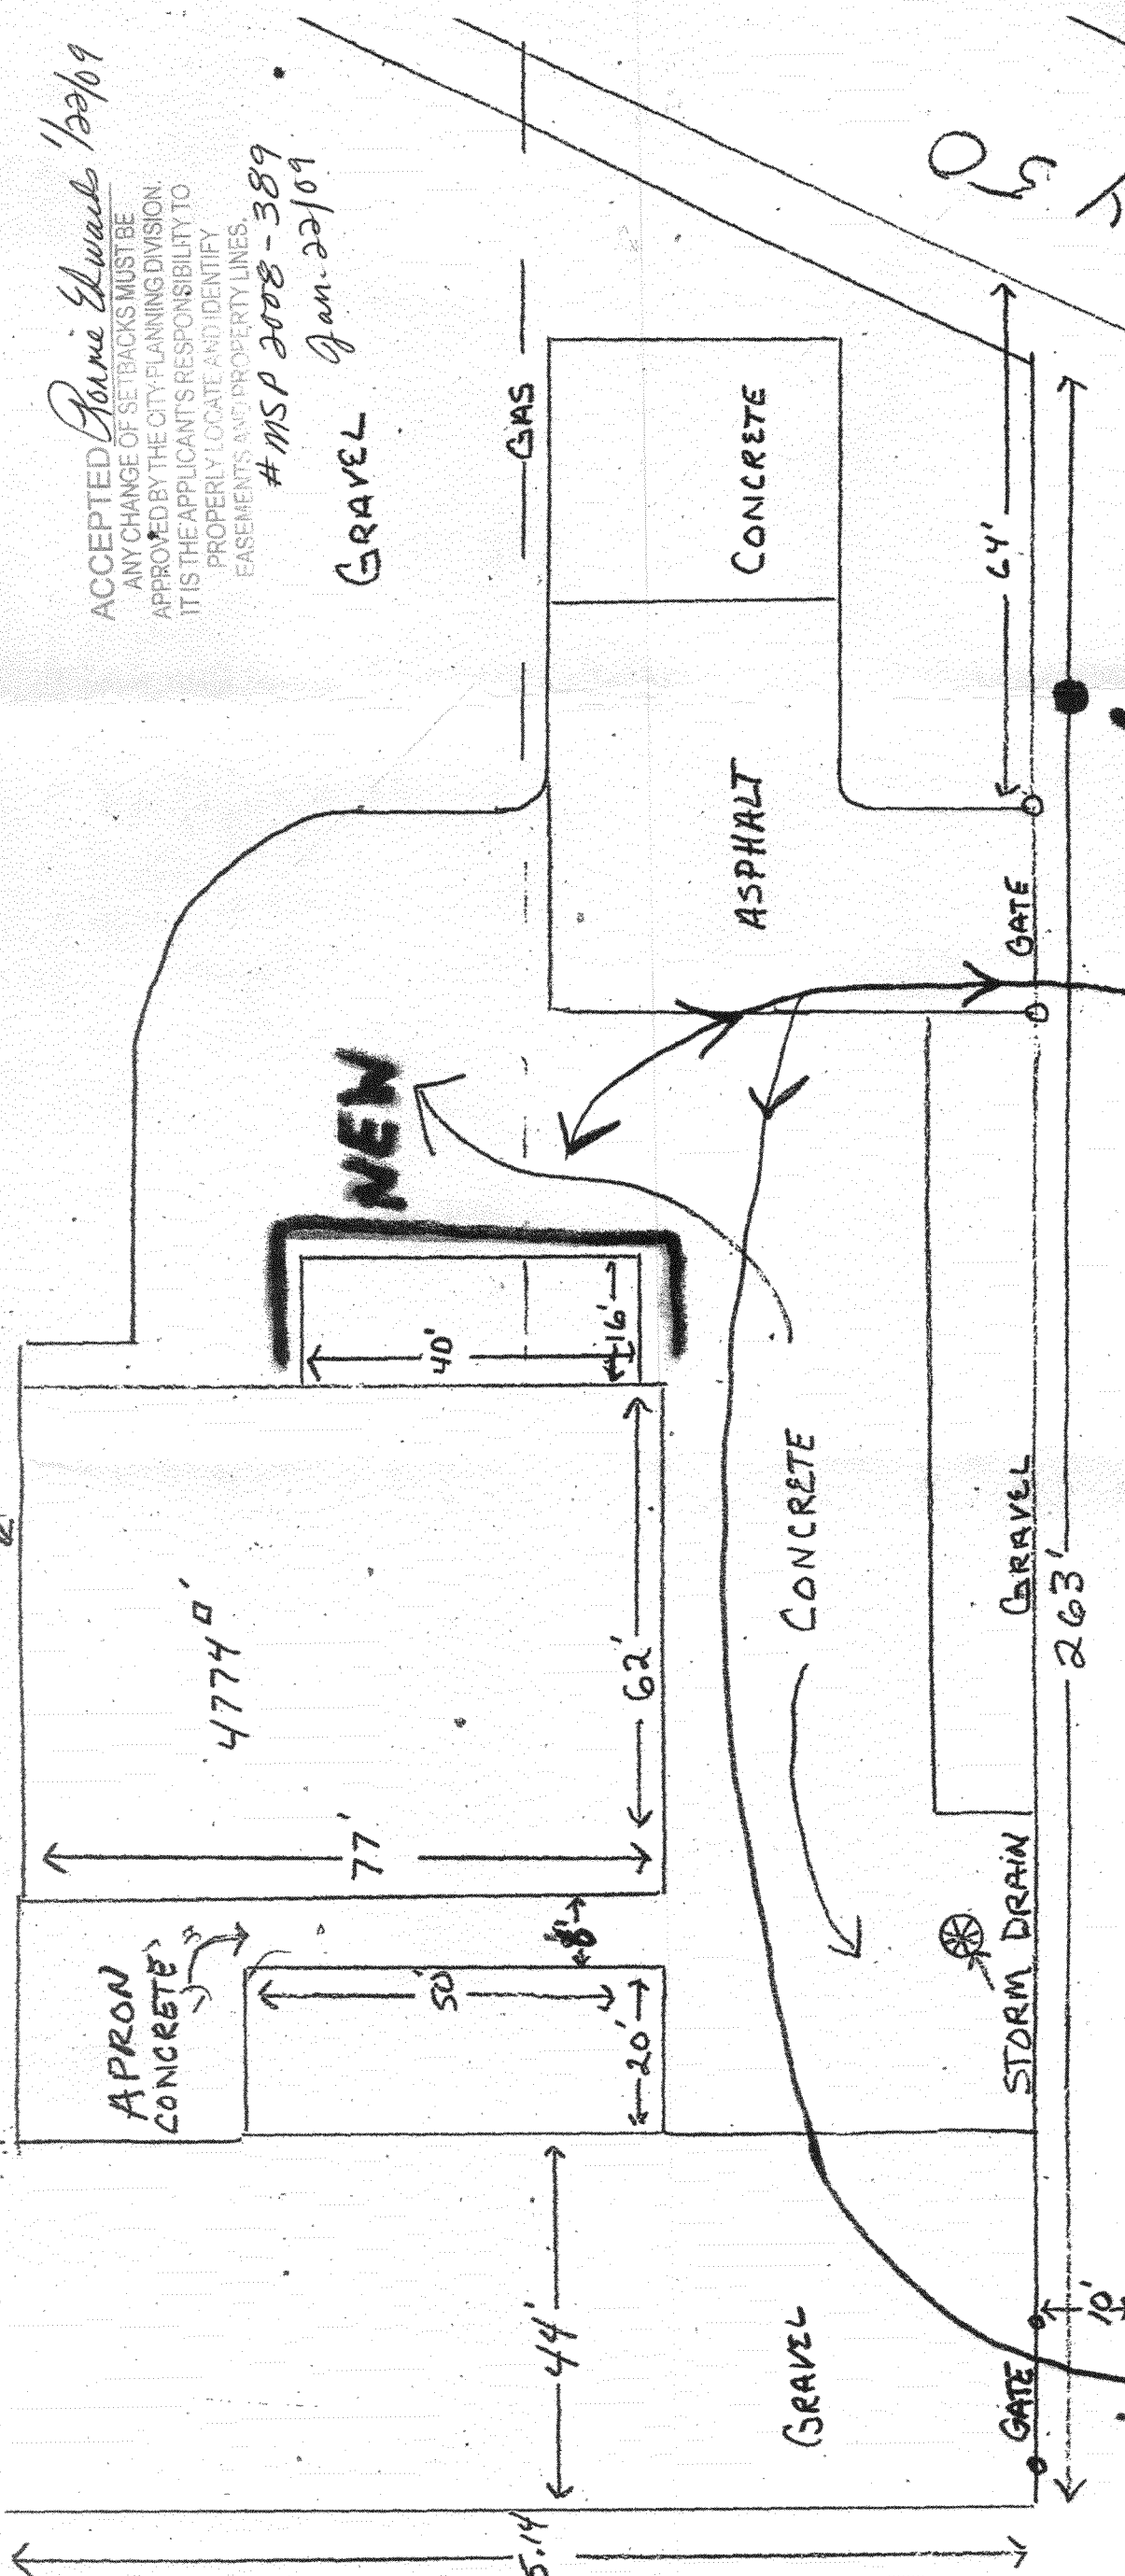 ACCEPTED Ronnie Edwards 1/22/09
ANY CHANGE OF SETBACKS MUST BE
APPROVED BY THE CITY PLANNING DIVISION.
IT IS THE APPLICANT'S RESPONSIBILITY TO
PROPERLY LOCATE AND IDENTIFY
EASEMENTS AND PROPERTY LINES.
# MSP 2008-389
Jan. 22/09
GRAVEL
GAS
CONCRETE
64'
ASPHALT
GATE
NEW
40'
16'
4774 □'
62'
77'
CONCRETE
GRAVEL
263'
APRON
CONCRETE
8'
50'
20'
STORM DRAIN
44'
GRAVEL
GATE
10'
5.14